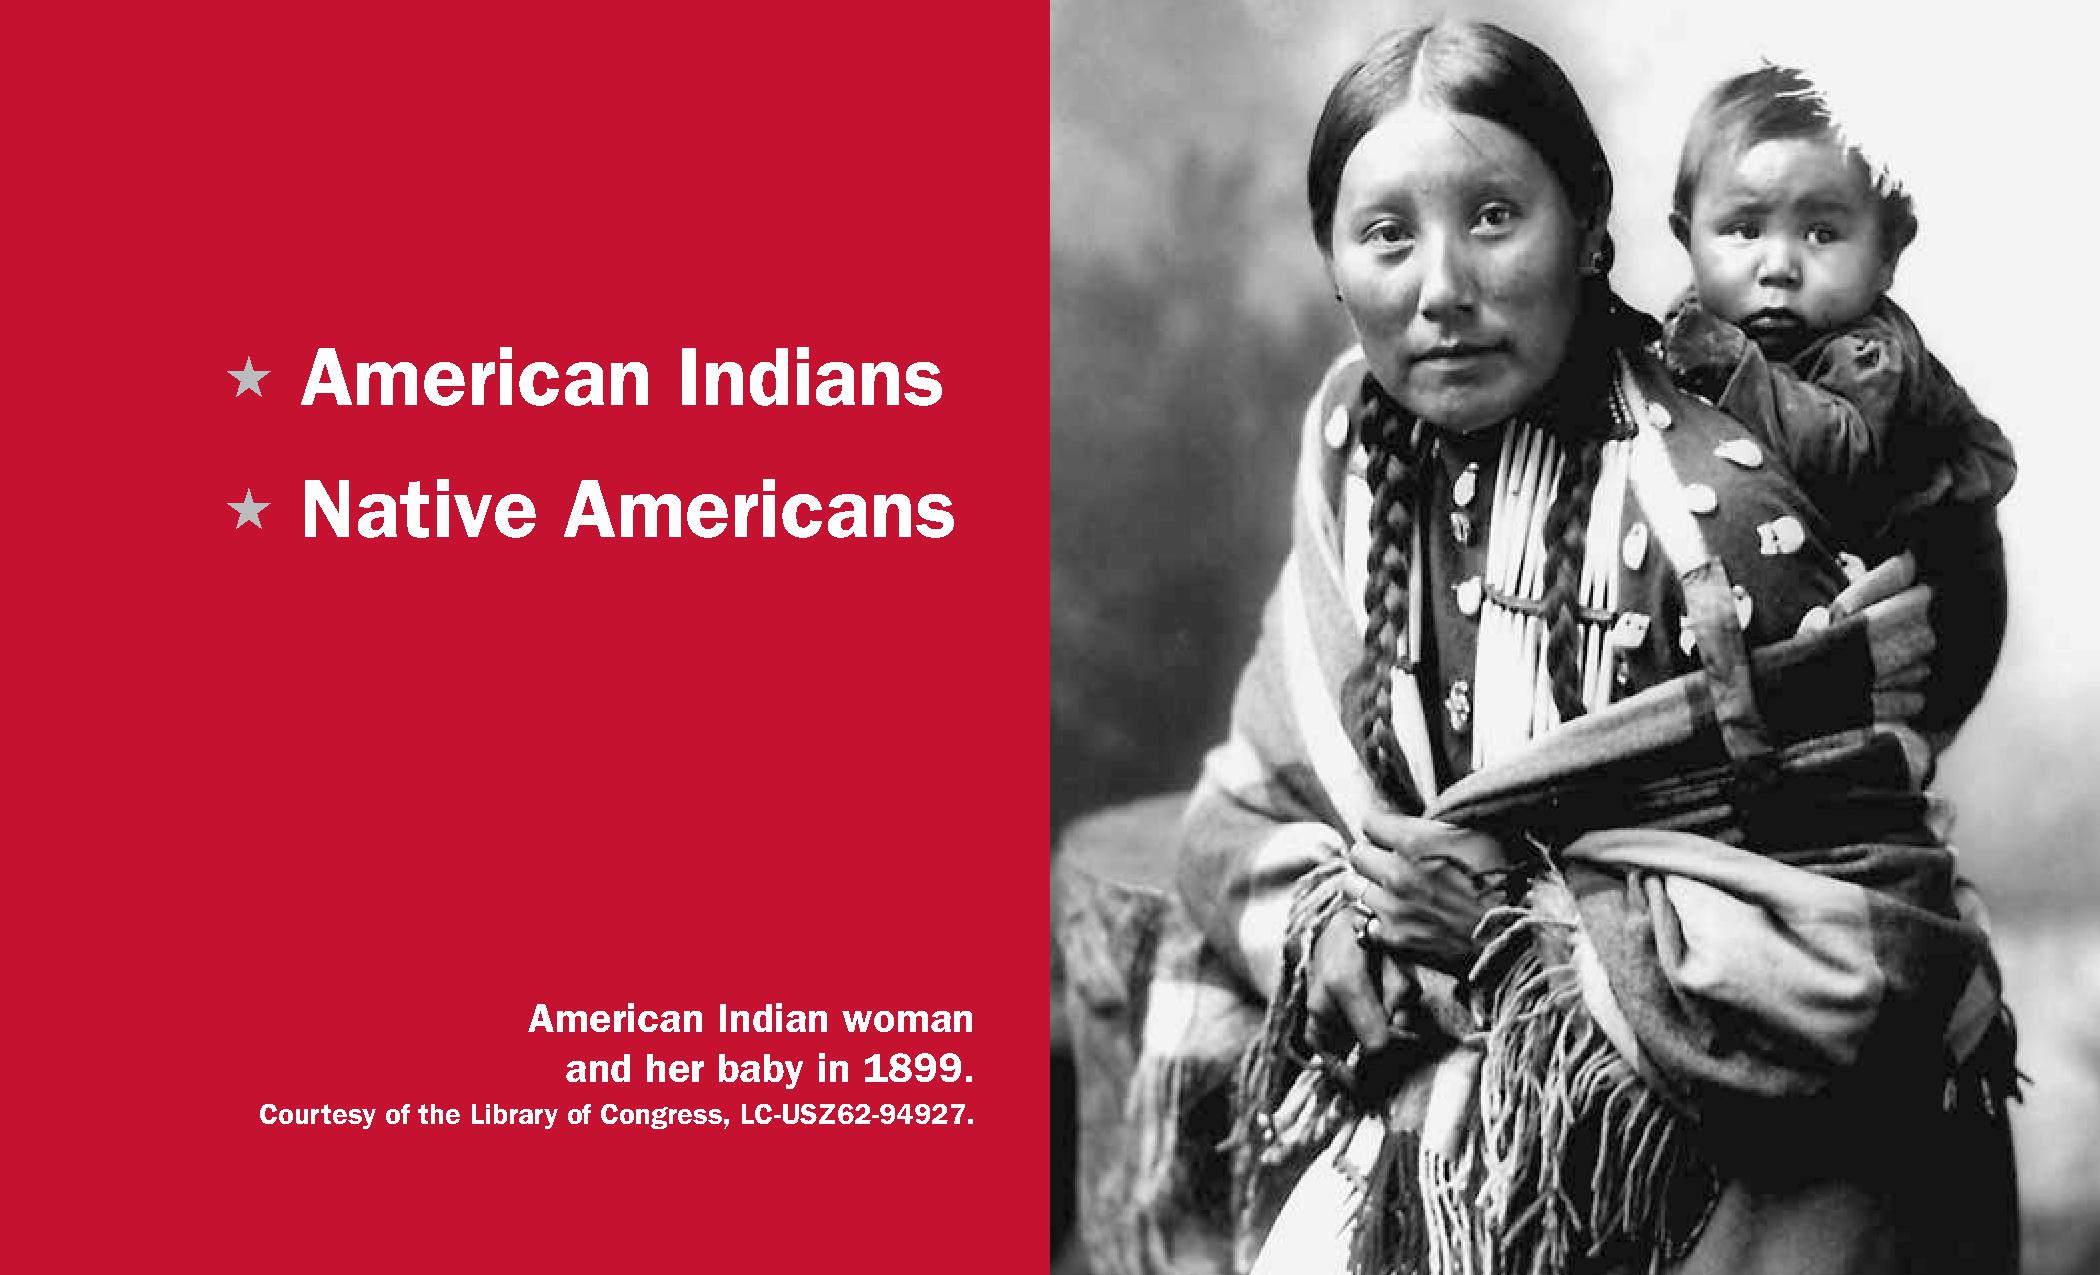 ★ American Indians
★ Native Americans
American Indian woman
and her baby in 1899.
Courtesy of the Library of Congress, LC-USZ62-94927.